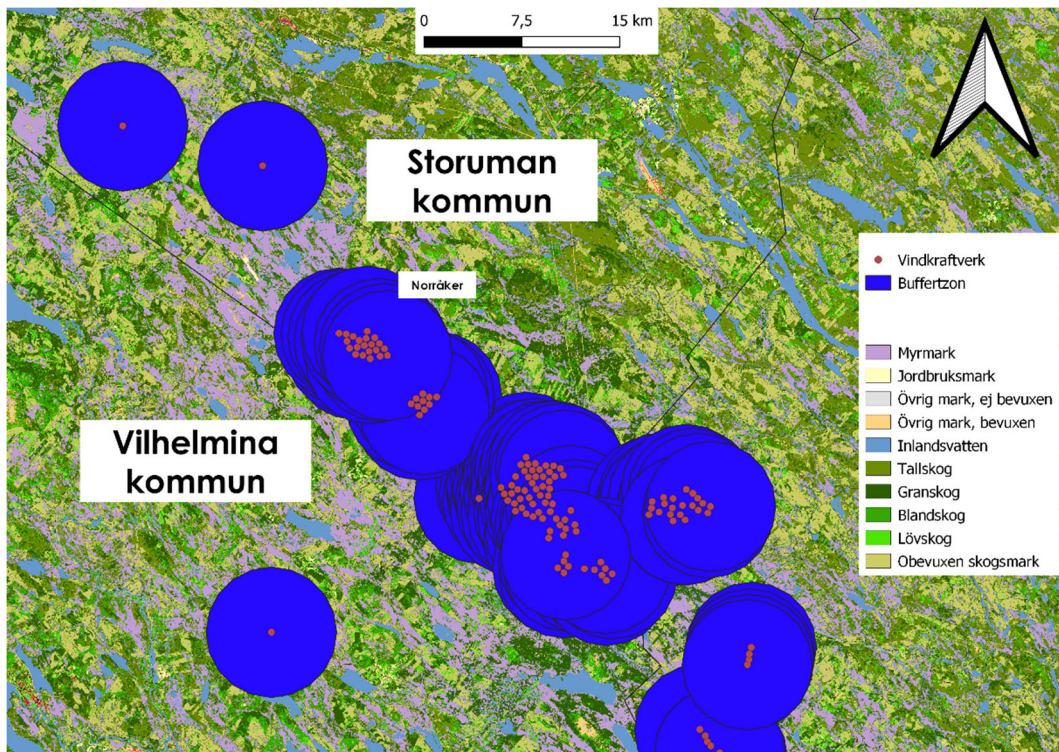 0 7,5 15 km
Storuman
kommun
Norråker
Vilhelmina
kommun
Vindkraftverk
Buffertzon
Myrmark
Jordbruksmark
Övrig mark, ej bevuxen
Övrig mark, bevuxen
Inlandsvatten
Tallskog
Granskog
Blandskog
Lövskog
Obevuxen skogsmark